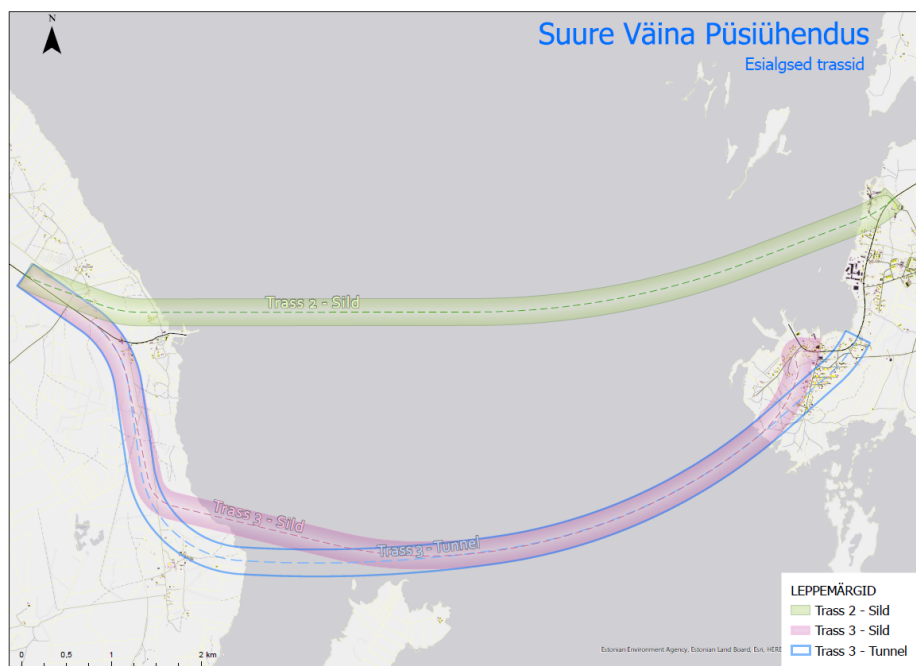 N
Suure Väina Püsiühendus
Esialgsed trassid
Trass 2 - Sild
Trass 3 - Sild
Trass 3 - Tunnel
LEPPEMÄRGID
Trass 2 - Sild
Trass 3 - Sild
Trass 3 - Tunnel
0 0,5 1 2 km
Estonian Environment Agency, Estonian Land Board, Esri, HERE